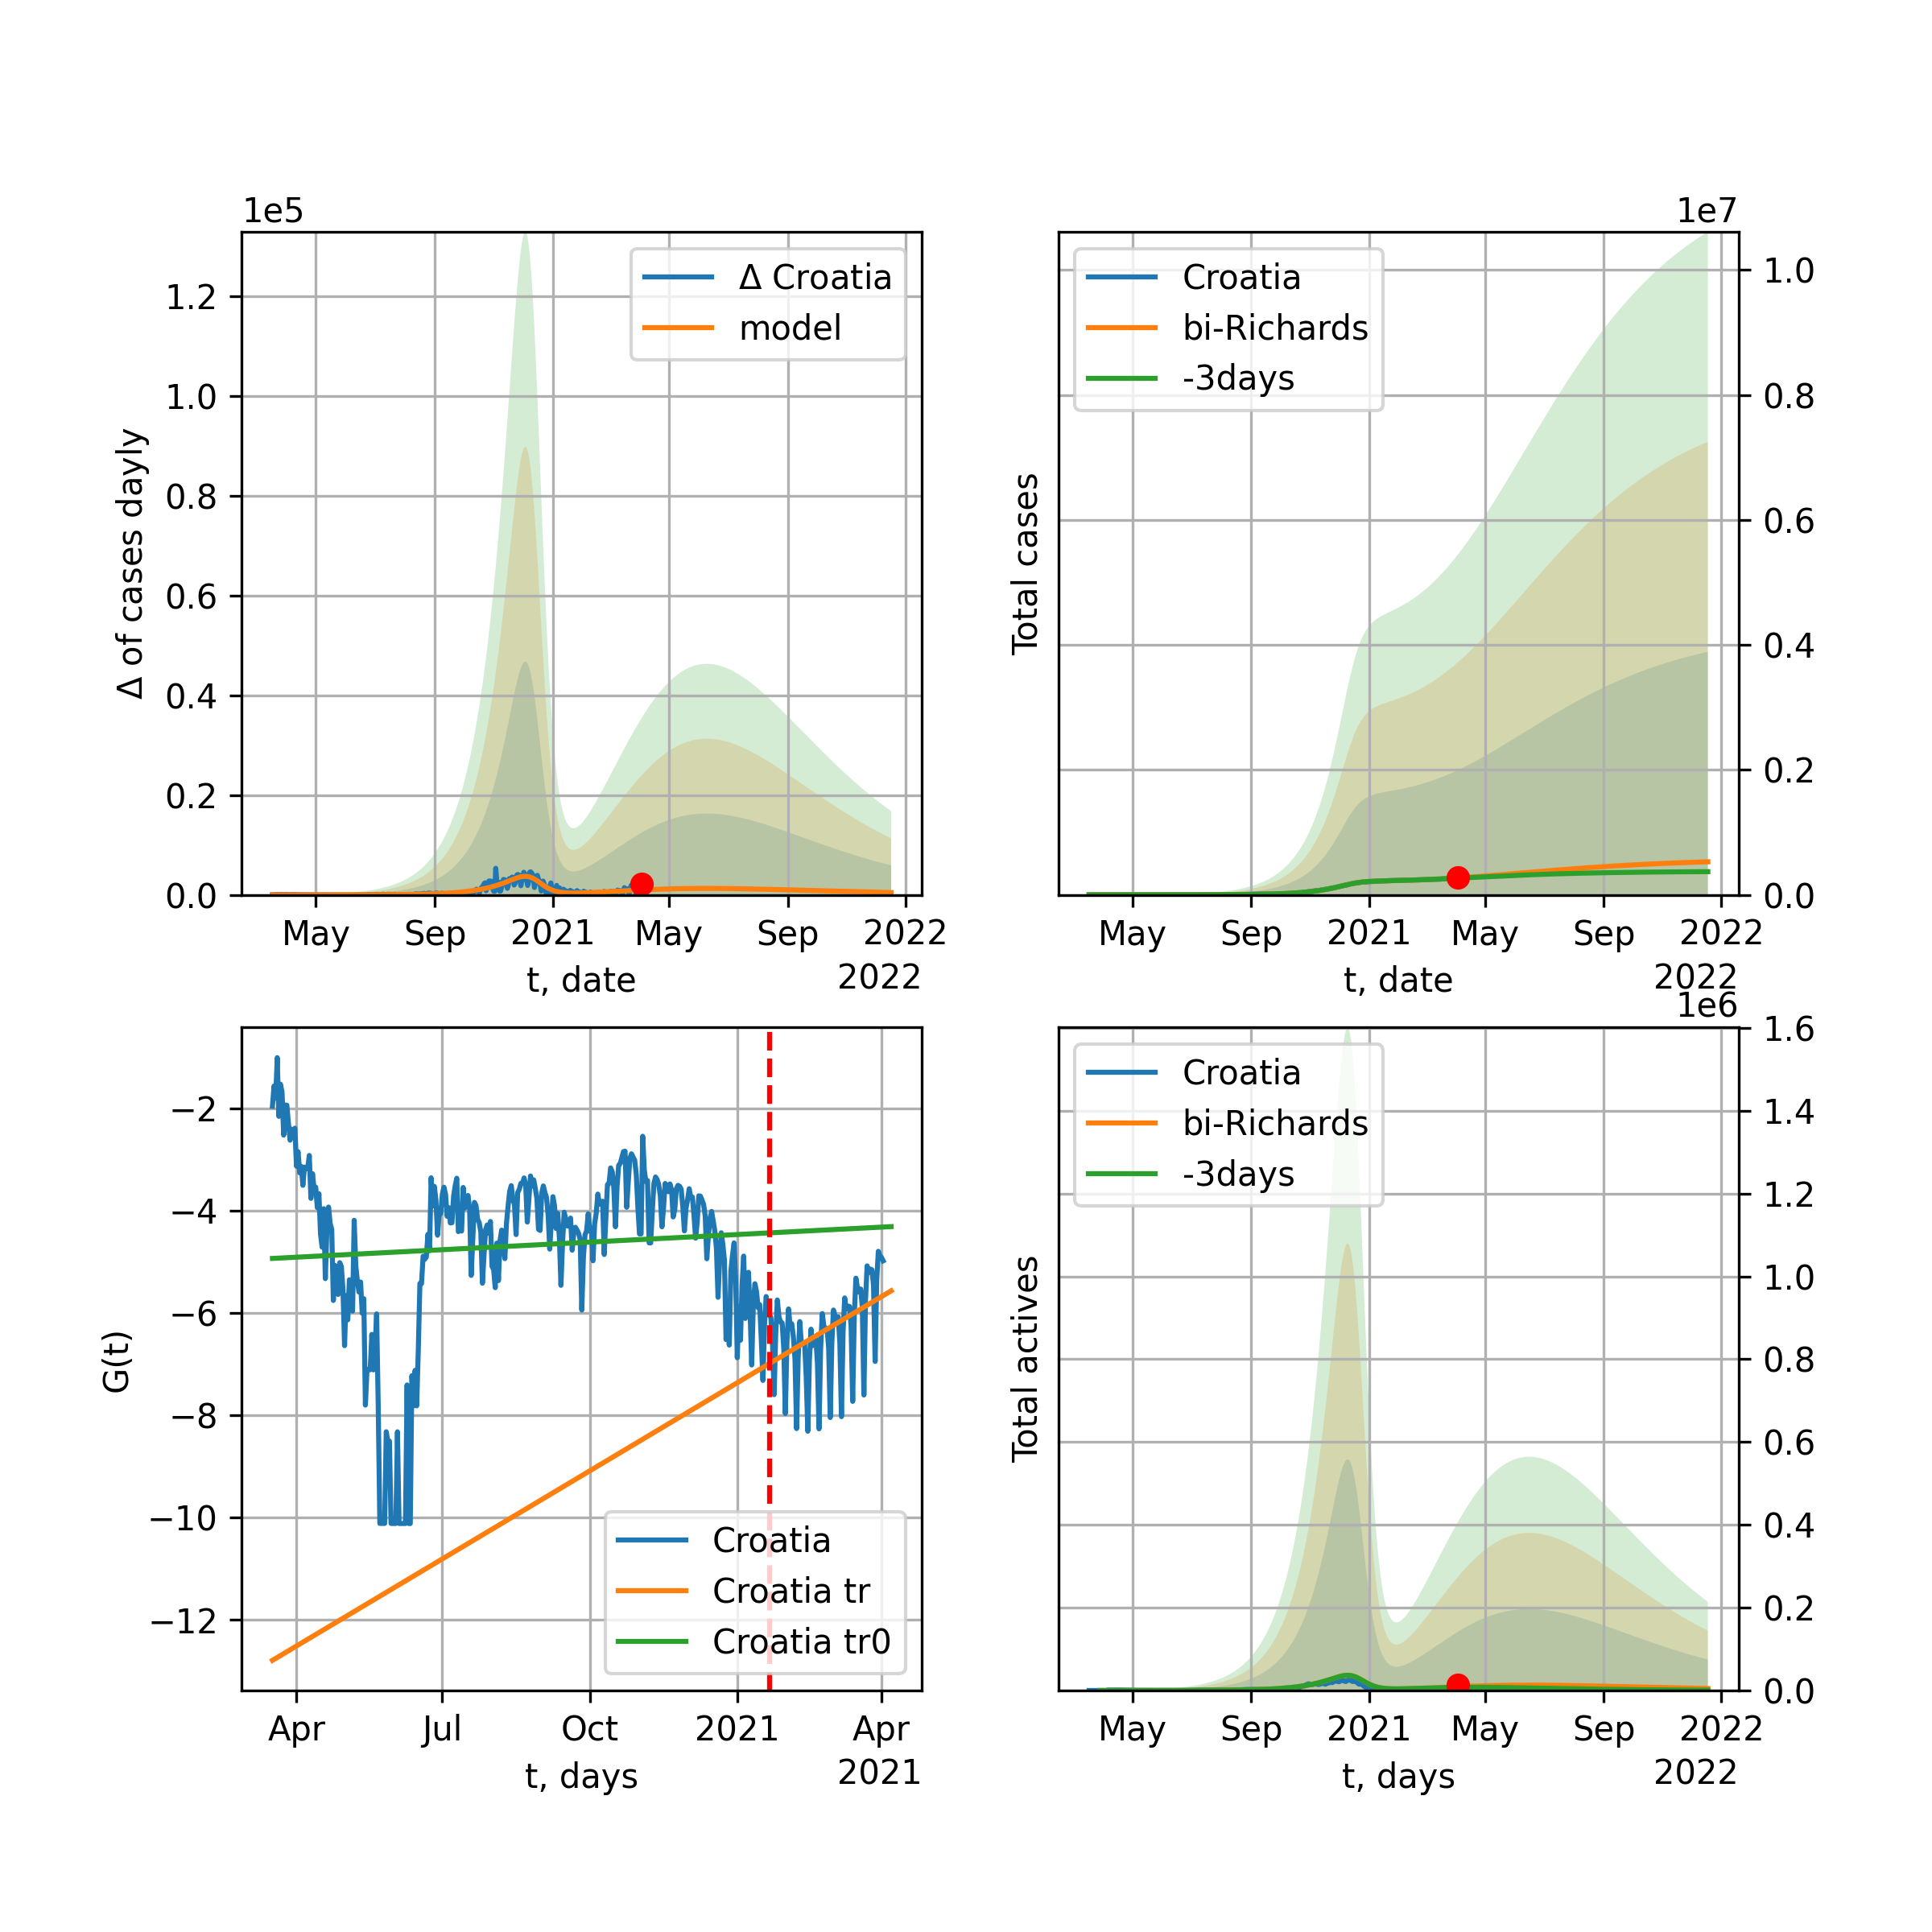 1e5
Δ of cases dayly
1.2
1.0
0.8
0.6
0.4
0.2
0.0
Δ Croatia
model
May Sep 2021 May Sep 2022
t, date
2022
1e7
Total cases
Croatia
bi-Richards
-3days
1.0
0.8
0.6
0.4
0.2
0.0
May Sep 2021 May Sep 2022
t, date
2022
G(t)
−2
−4
−6
−8
−10
−12
Croatia
Croatia tr
Croatia tr0
Apr Jul Oct 2021 Apr
t, days
2021
1e6
Total actives
Croatia
bi-Richards
-3days
1.6
1.4
1.2
1.0
0.8
0.6
0.4
0.2
0.0
May Sep 2021 May Sep 2022
t, days
2022